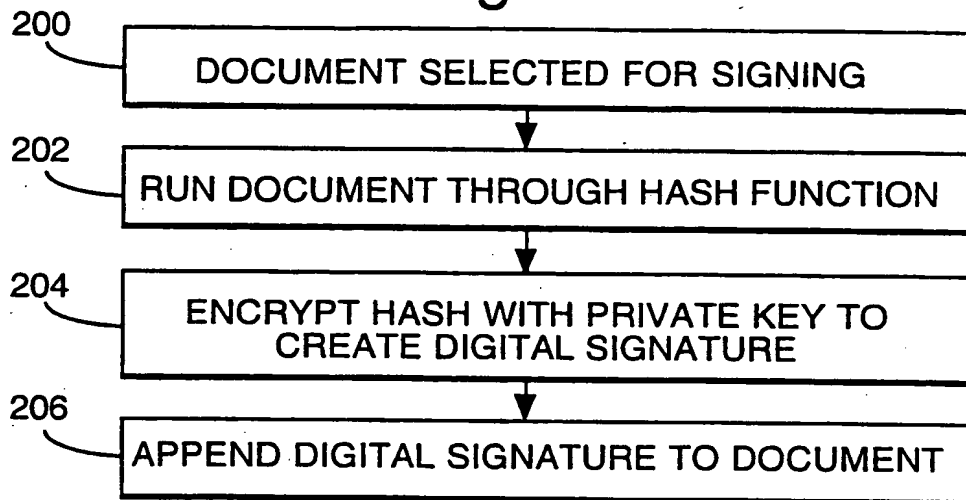 200
DOCUMENT SELECTED FOR SIGNING
202
RUN DOCUMENT THROUGH HASH FUNCTION
204
ENCRYPT HASH WITH PRIVATE KEY TO
CREATE DIGITAL SIGNATURE
206
APPEND DIGITAL SIGNATURE TO DOCUMENT